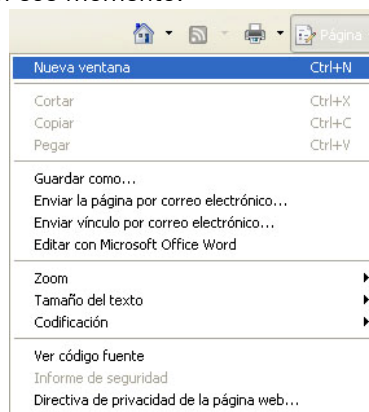 ese momento.
Página
Nueva ventana Ctrl+N
Cortar Ctrl+X
Copiar Ctrl+C
Pegar Ctrl+V
Guardar como...
Enviar la página por correo electrónico...
Enviar vínculo por correo electrónico...
Editar con Microsoft Office Word
Zoom
Tamaño del texto
Codificación
Ver código fuente
Informe de seguridad
Directiva de privacidad de la página web...